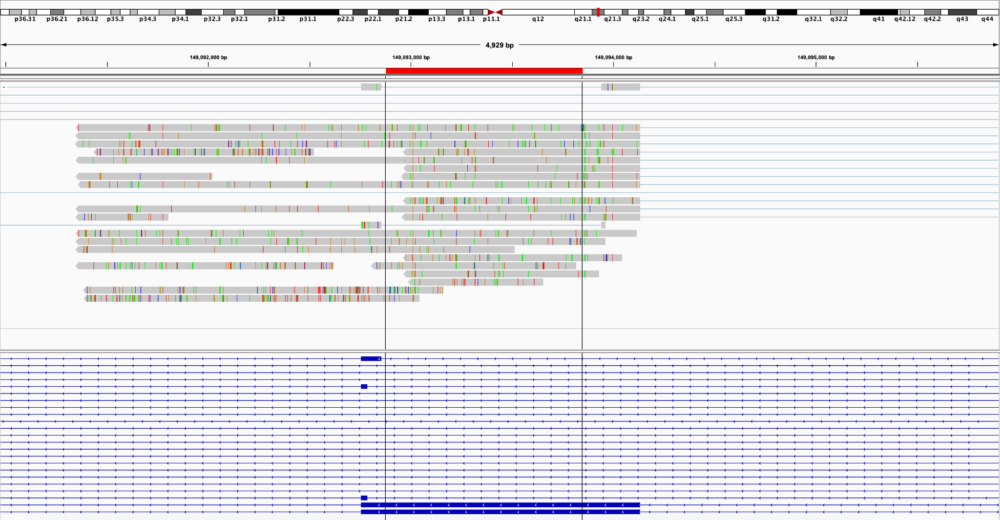 p36.31 p36.21 p36.12 p35.3 p34.3 p34.1 p32.3 p32.1 p31.2 p31.1 p22.3 p22.1 p21.2 p13.3 p13.1 p11.1 q12 q21.1 q21.3 q23.2 q24.1 q25.1 q25.3 q31.2 q32.1 q32.2 q41 q42.12 q42.2 q43 q44
4,929 bp
149,092,000 bp 149,093,000 bp 149,094,000 bp 149,095,000 bp
-